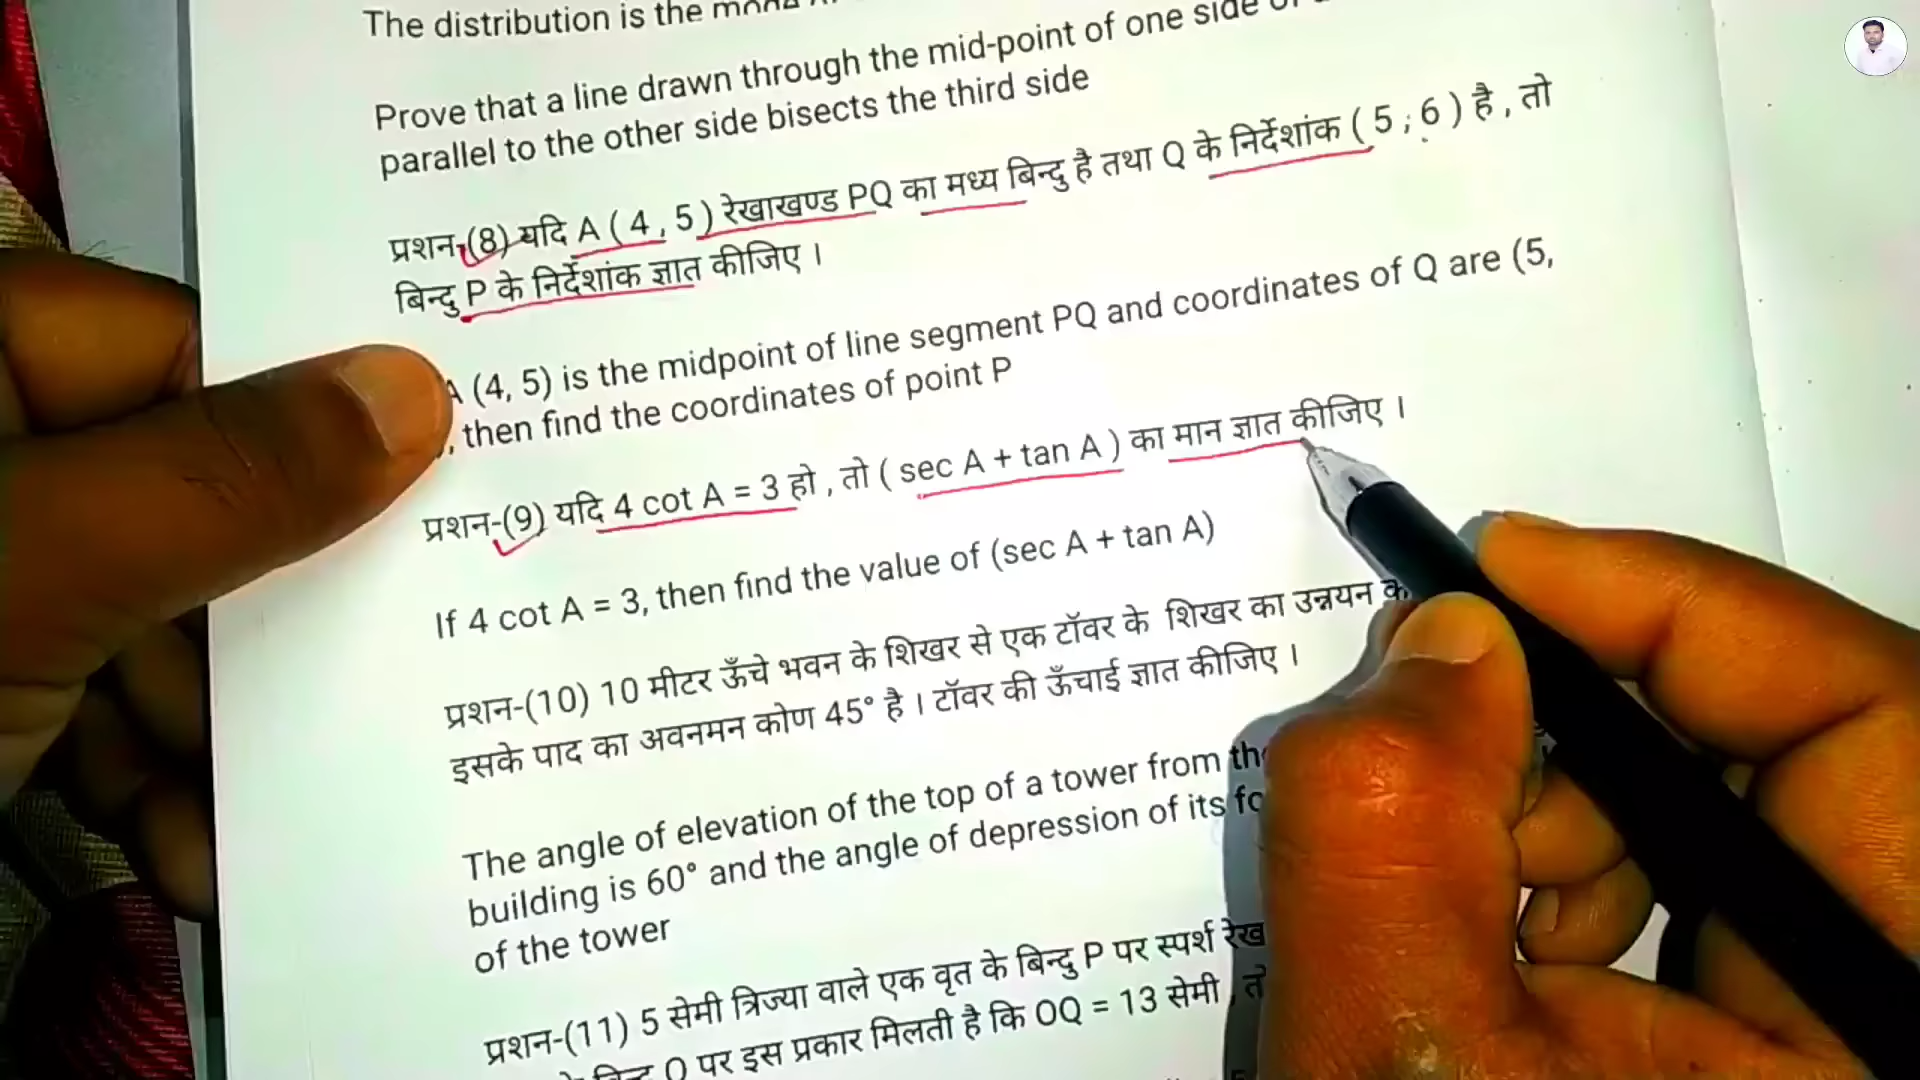 The distribution is the
Prove that a line drawn through the mid-point of one side
parallel to the other side bisects the third side
प्रशन-(8) यदि A ( 4 , 5 ) रेखाखण्ड PQ का मध्य बिन्दु है तथा Q के निर्देशांक ( 5 , 6 ) है , तो
बिन्दु P के निर्देशांक ज्ञात कीजिए ।
A (4, 5) is the midpoint of line segment PQ and coordinates of Q are (5,
, then find the coordinates of point P
प्रशन-(9) यदि 4 cot A = 3 हो , तो ( sec A + tan A ) का मान ज्ञात कीजिए ।
If 4 cot A = 3, then find the value of (sec A + tan A)
प्रशन-(10) 10 मीटर ऊँचे भवन के शिखर से एक टॉवर के शिखर का उन्नयन
इसके पाद का अवनमन कोण 45° है । टॉवर की ऊँचाई ज्ञात कीजिए ।
The angle of elevation of the top of a tower from
building is 60° and the angle of depression of its
of the tower
प्रशन-(11) 5 सेमी त्रिज्या वाले एक वृत के बिन्दु P पर स्पर्श
बिन्दु Q पर इस प्रकार मिलती है कि OQ = 13 सेमी ,